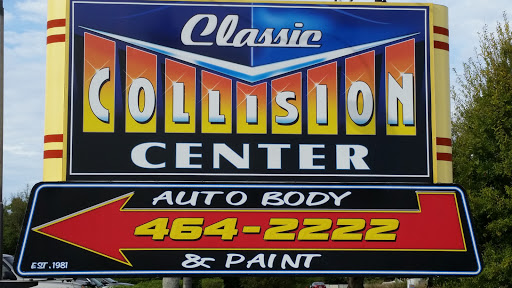 Classic
COLLISION
CENTER
AUTO BODY
464-2222
& PAINT
EST. 1981